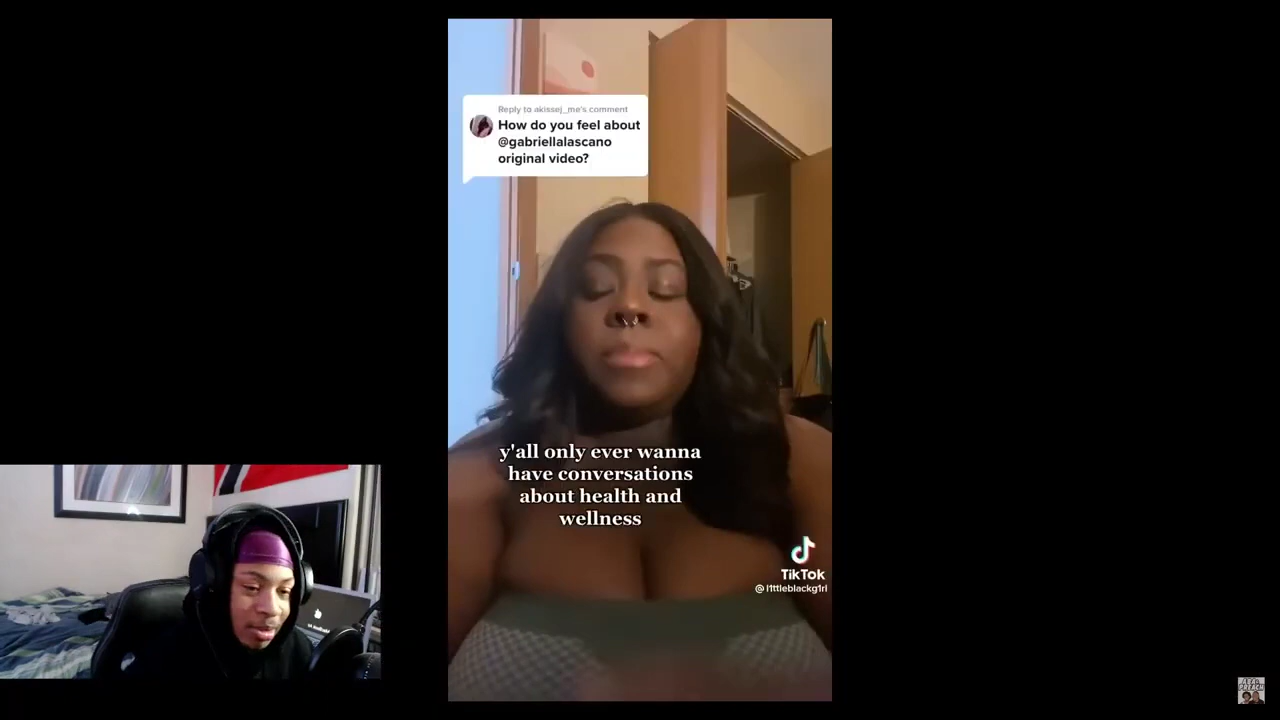 Reply to akissej_me's comment
How do you feel about
@gabriellalascano
original video?
y'all only ever wanna
have conversations
about health and
wellness
TikTok
@l1ttleblackg1rl